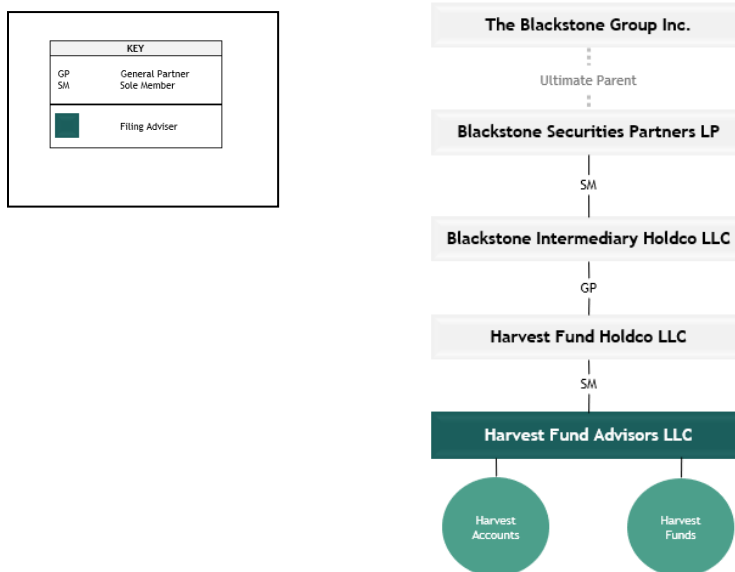 KEY
GP General Partner
SM Sole Member
Filing Adviser
The Blackstone Group Inc.
Ultimate Parent
Blackstone Securities Partners LP
SM
Blackstone Intermediary Holdco LLC
GP
Harvest Fund Holdco LLC
SM
Harvest Fund Advisors LLC
Harvest
Accounts
Harvest
Funds